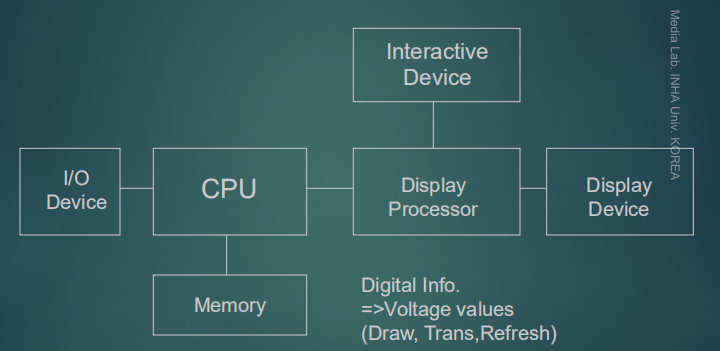 Interactive
Device
I/O
Device
CPU
Display
Processor
Display
Device
Memory
Digital Info.
=>Voltage values
(Draw, Trans,Refresh)
Media Lab. INHA Univ. KOREA